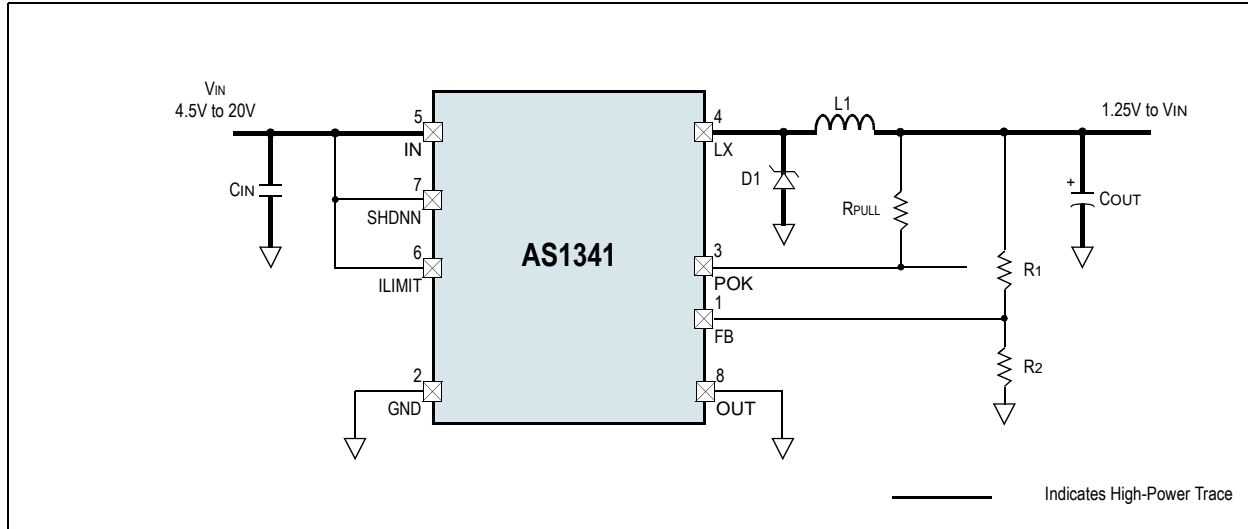 VIN
4.5V to 20V
5
IN
7
SHDNN
6
ILIMIT
2
GND
CIN
AS1341
4
LX
3
POK
1
FB
8
OUT
L1
D1
RPULL
1.25V to VIN
+
COUT
R1
R2
Indicates High-Power Trace